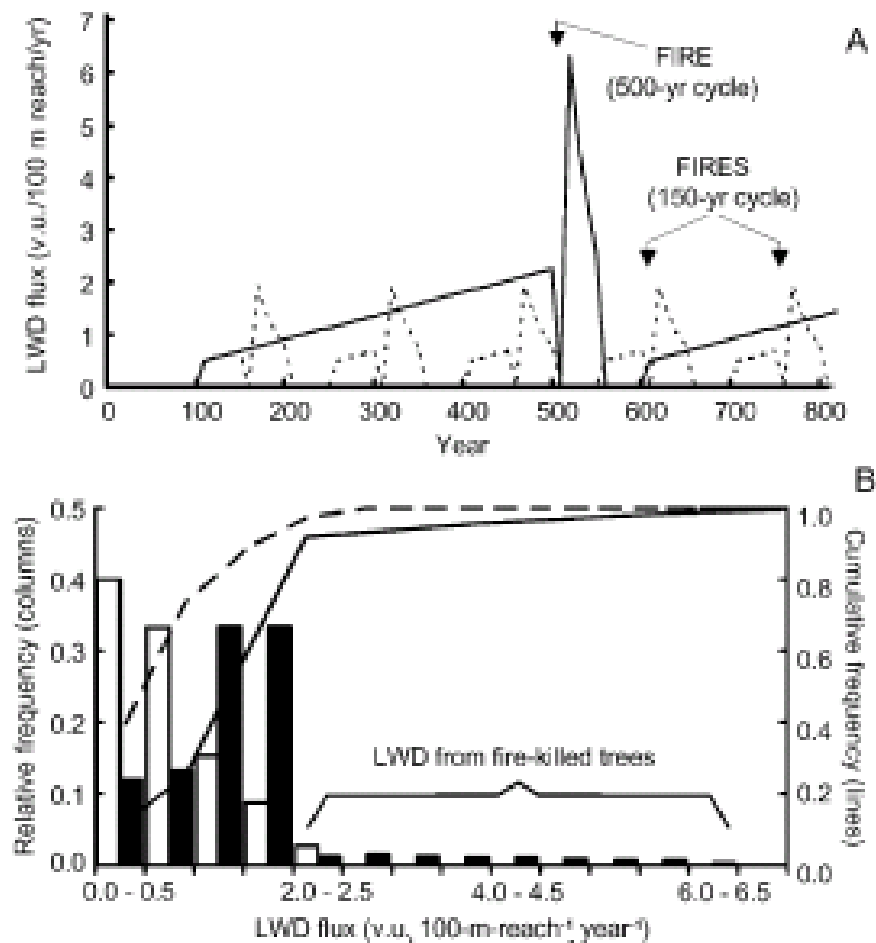 A
LWD flux (v.u./100 m reach/yr)
7
6
5
4
3
2
1
0
FIRE
(500-yr cycle)
FIRES
(150-yr cycle)
0 100 200 300 400 500 600 700 800
Year
B
Relative frequency (columns)
0.5
0.4
0.3
0.2
0.1
0.0
Cumulative frequency (lines)
1.0
0.8
0.6
0.4
0.2
0.0
LWD from fire-killed trees
0.0 - 0.5 2.0 - 2.5 4.0 - 4.5 6.0 - 6.5
LWD flux (v.u. 100-m-reach⁻¹ year⁻¹)